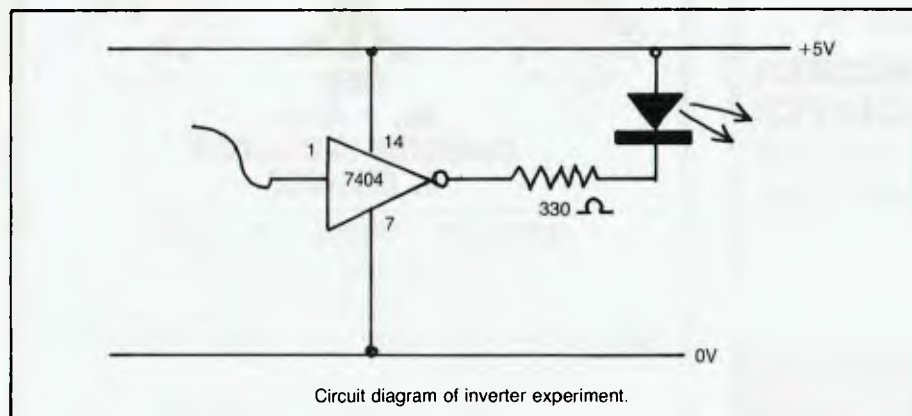 +5V
14
1
7404
7
330 Ω
0V
Circuit diagram of inverter experiment.